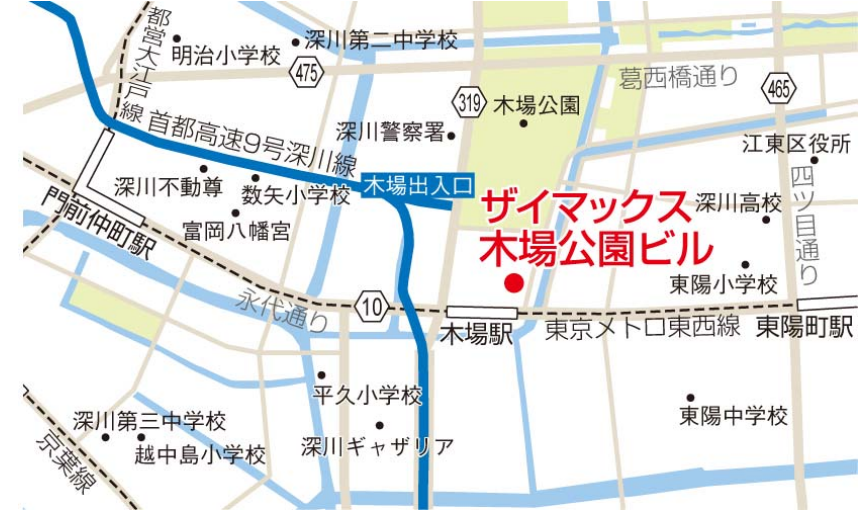 都営大江戸線
明治小学校
深川第二中学校
475
葛西橋通り
465
319
木場公園
首都高速9号深川線
深川警察署
江東区役所
深川不動尊
数矢小学校
木場出入口
四ツ目通り
門前仲町駅
富岡八幡宮
ザイマックス
木場公園ビル
深川高校
東陽小学校
永代通り
10
木場駅
東京メトロ東西線
東陽町駅
平久小学校
深川第三中学校
越中島小学校
深川ギャザリア
東陽中学校
京葉線